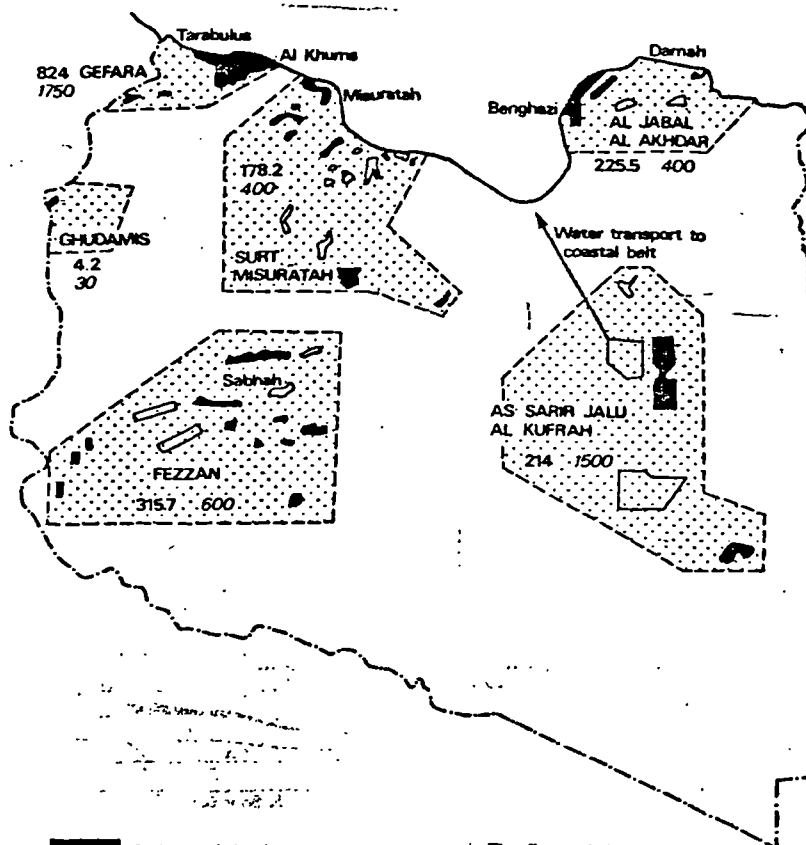 Tarabulus
Al Khums
824 GEFARA
1750
Misuratah
Darnah
Benghazi
AL JABAL
AL AKHDAR
225.5 400
178.2
400
GHUDAMIS
4.2
30
SURT
MISURATAH
Water transport to
coastal belt
Sabhah
AS SARIR JALU
AL KUFRAH
214 1500
FEZZAN
315.7 600